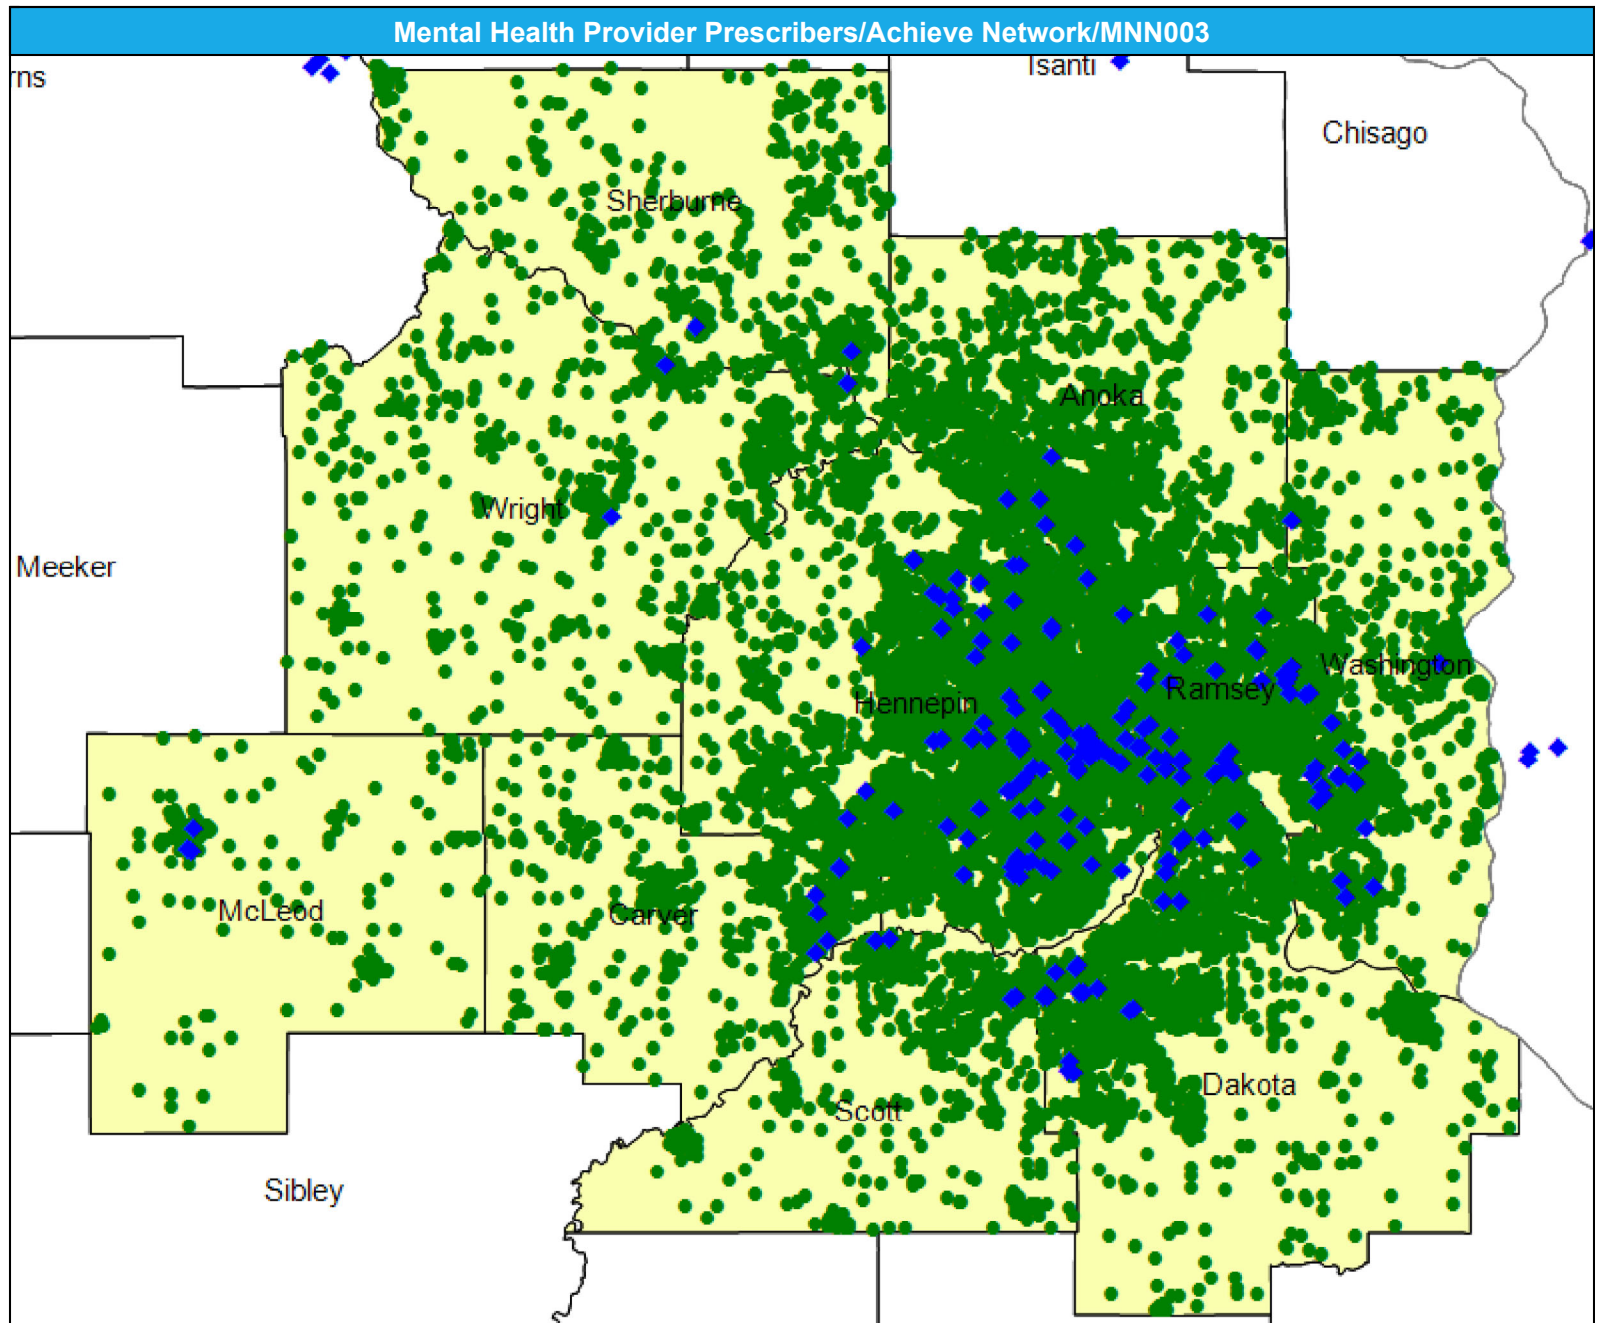 Mental Health Provider Prescribers/Achieve Network/MNN003
rns
Isanti
Chisago
Sherburne
Anoka
Wright
Meeker
Washington
Ramsey
Hennepin
McLeod
Carver
Dakota
Scott
Sibley